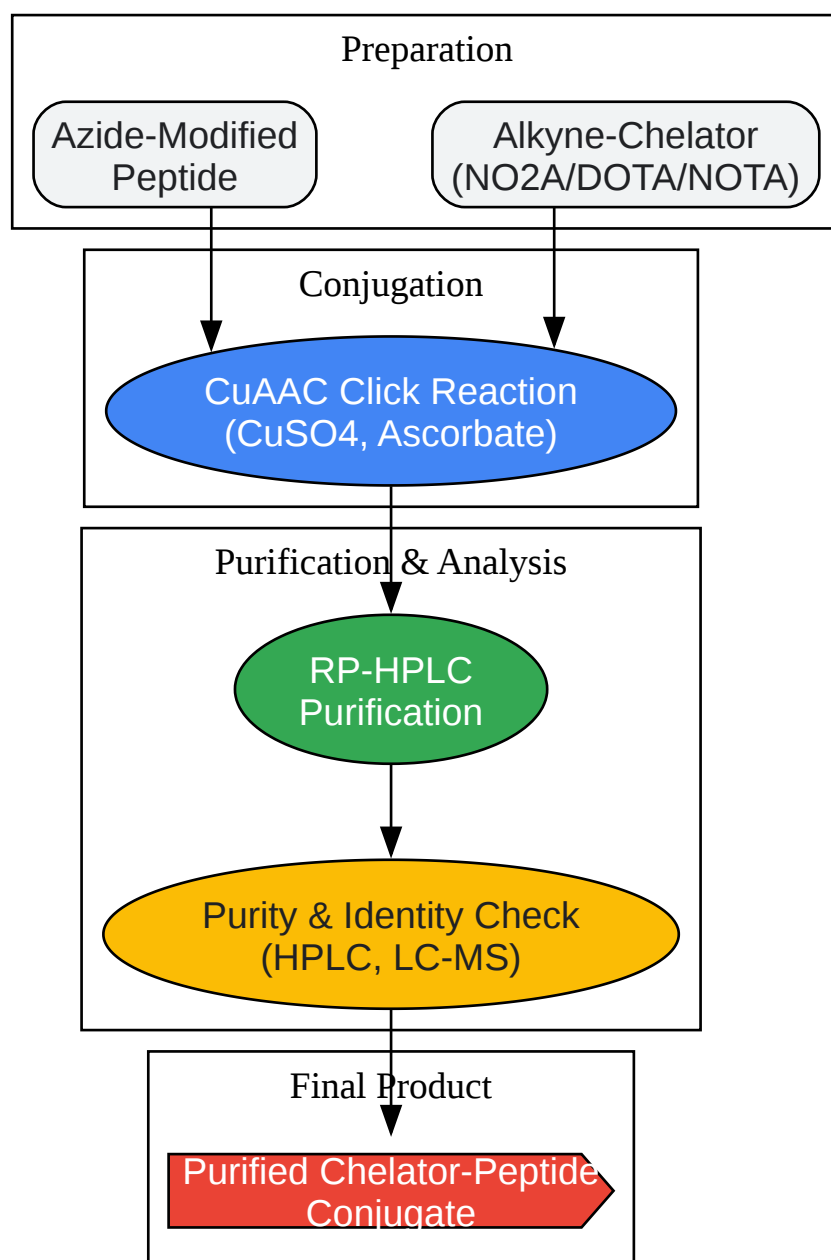 Preparation
Azide-Modified
Peptide
Alkyne-Chelator
(NO2A/DOTA/NOTA)
Conjugation
CuAAC Click Reaction
(CuSO4, Ascorbate)
Purification & Analysis
RP-HPLC
Purification
Purity & Identity Check
(HPLC, LC-MS)
Final Product
Purified Chelator-Peptide
Conjugate